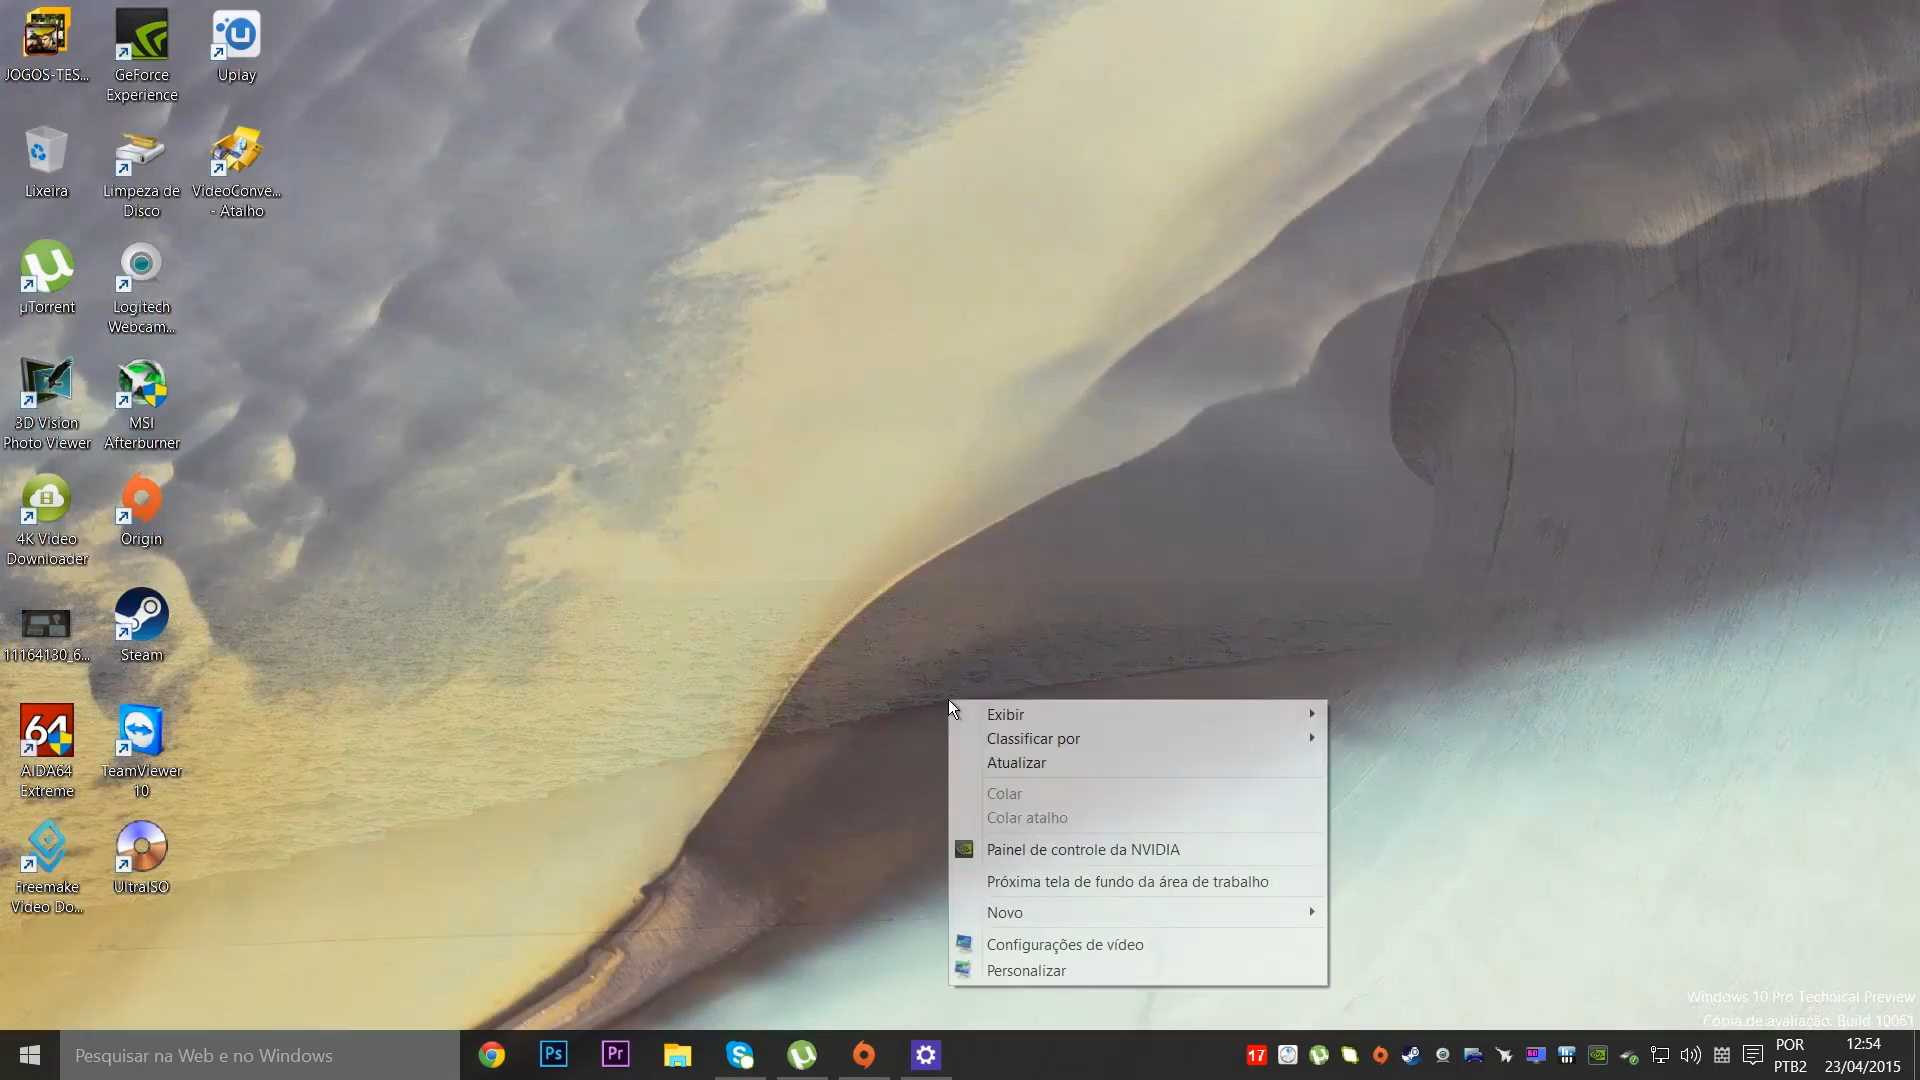 JOGOS-TES...
GeForce
Experience
Uplay
Lixeira
Limpeza de
Disco
VideoConve...
- Atalho
µTorrent
Logitech
Webcam...
3D Vision
Photo Viewer
MSI
Afterburner
4K Video
Downloader
Origin
11164130_6...
Steam
64
AIDA64
Extreme
TeamViewer
10
Freemake
Video Do...
UltraISO
Exibir
Classificar por
Atualizar
Colar
Colar atalho
Painel de controle da NVIDIA
Próxima tela de fundo da área de trabalho
Novo
Configurações de vídeo
Personalizar
Windows 10 Pro Technical Preview
Cópia de avaliação. Build 10061
Pesquisar na Web e no Windows
Ps
Pr
17
60
POR
PTB2
12:54
23/04/2015